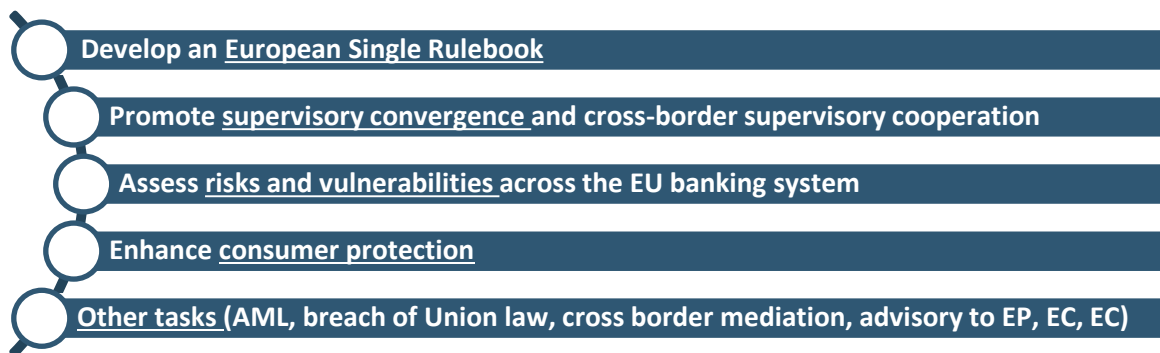 Develop an European Single Rulebook
Promote supervisory convergence and cross-border supervisory cooperation
Assess risks and vulnerabilities across the EU banking system
Enhance consumer protection
Other tasks (AML, breach of Union law, cross border mediation, advisory to EP, EC, EC)